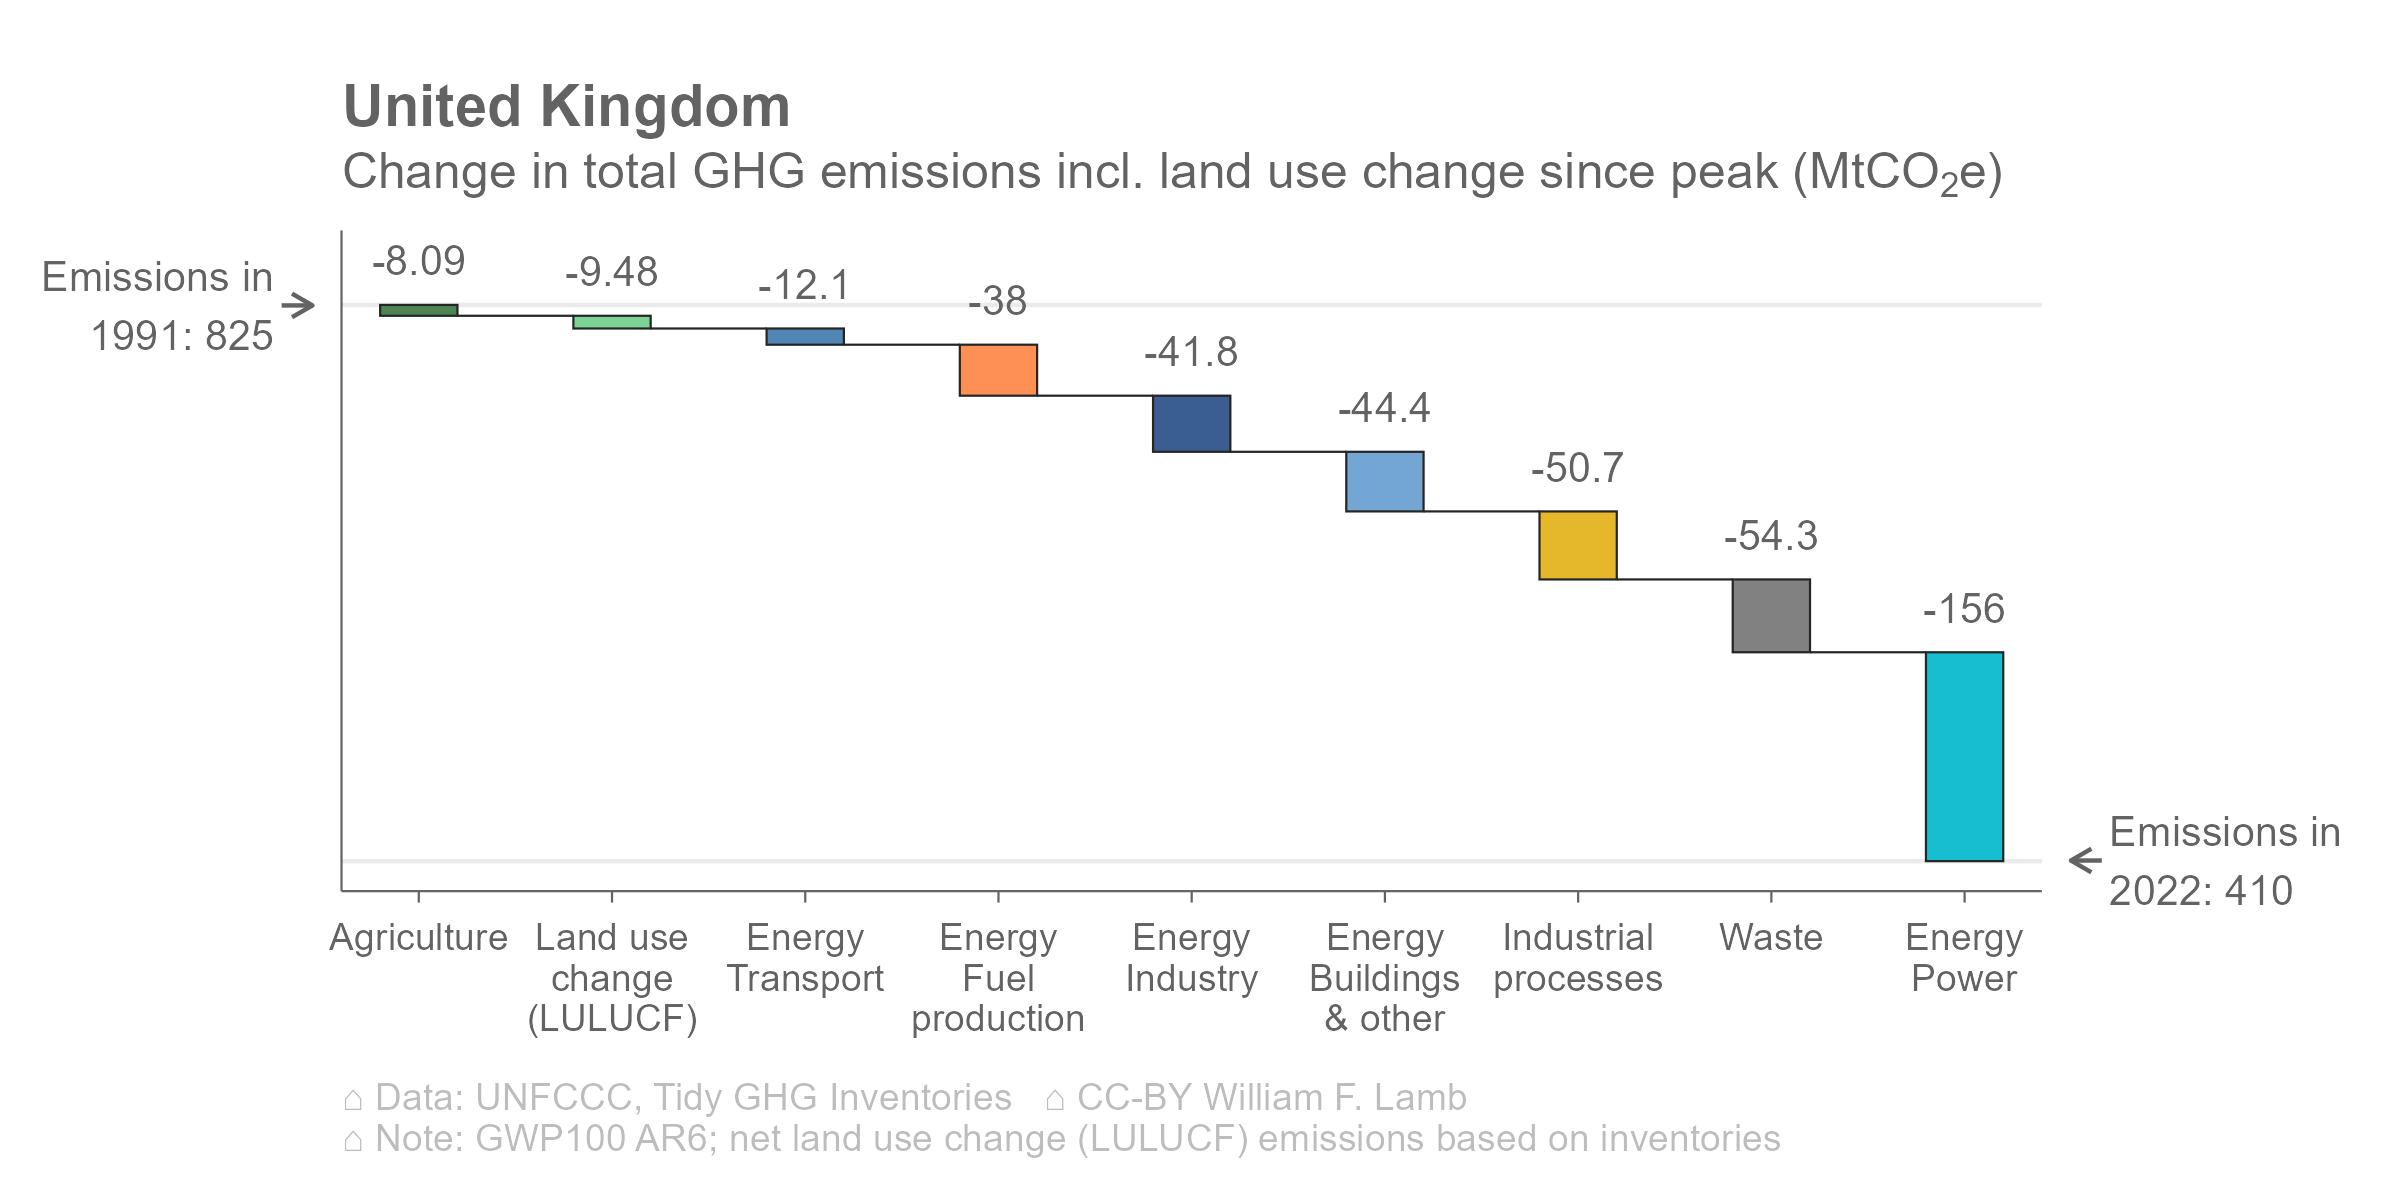 United Kingdom
Change in total GHG emissions incl. land use change since peak (MtCO₂e)
Emissions in
1991: 825
-8.09
-9.48
-12.1
-38
-41.8
-44.4
-50.7
-54.3
-156
Emissions in
2022: 410
Agriculture
Land use
change
(LULUCF)
Energy
Transport
Energy
Fuel
production
Energy
Industry
Energy
Buildings
& other
Industrial
processes
Waste
Energy
Power
⌂ Data: UNFCCC, Tidy GHG Inventories ⌂ CC-BY William F. Lamb
⌂ Note: GWP100 AR6; net land use change (LULUCF) emissions based on inventories